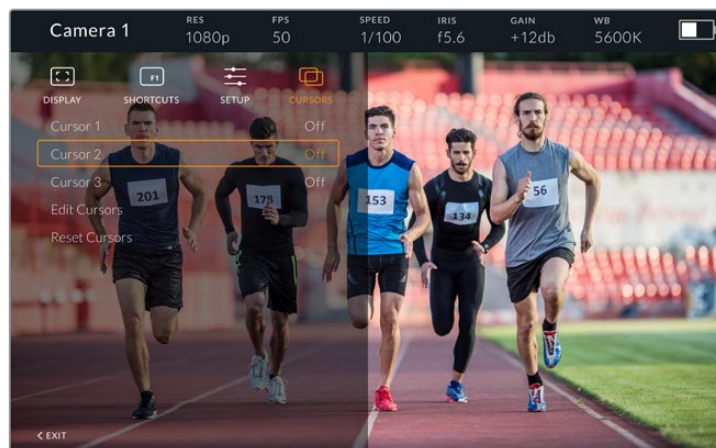 Camera 1
RES
1080p
FPS
50
SPEED
1/100
IRIS
f5.6
GAIN
+12db
WB
5600K
F1
DISPLAY
SHORTCUTS
SETUP
CURSORS
Cursor 1 Off
Cursor 2 Off
Cursor 3 Off
Edit Cursors
Reset Cursors
201
178
153
134
56
< EXIT